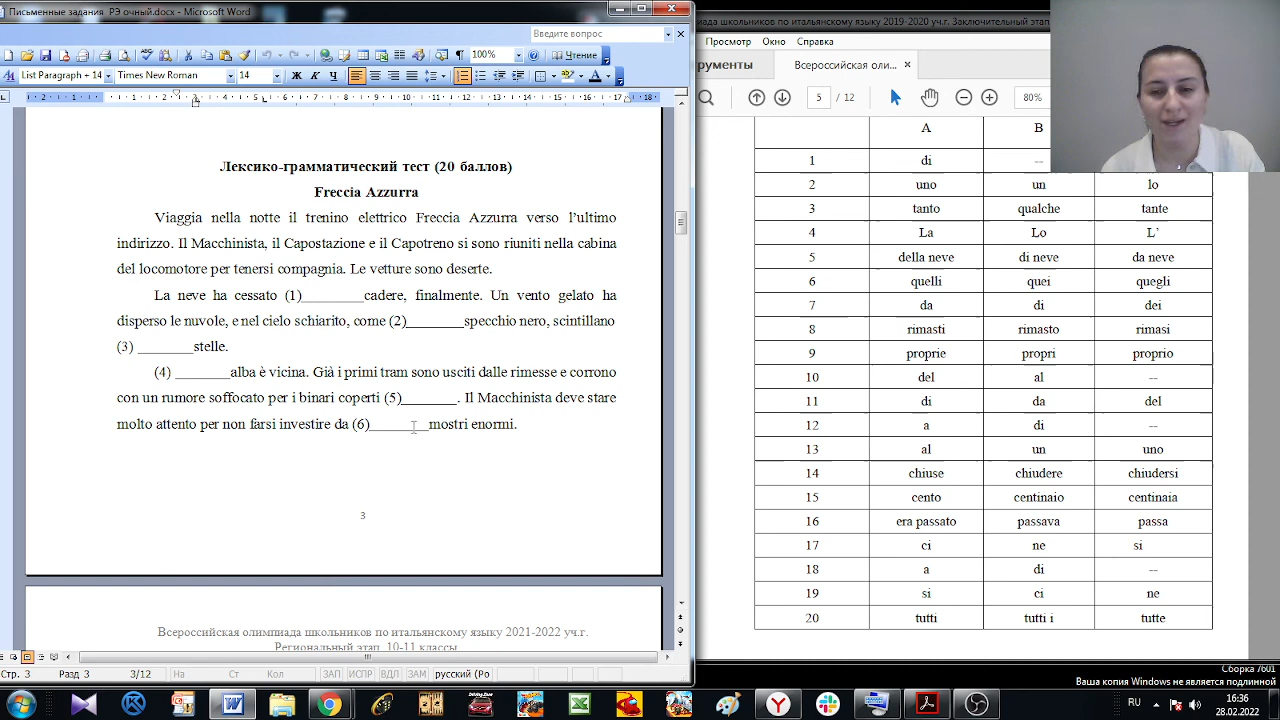 Письменные задания РЭ очный.docx - Microsoft Word
Введите вопрос
100%
Чтение
List Paragraph + 14
Times New Roman
14
Ж К Ч
Лексико-грамматический тест (20 баллов)
Freccia Azzurra
Viaggia nella notte il trenino elettrico Freccia Azzurra verso l’ultimo
indirizzo. Il Macchinista, il Capostazione e il Capotreno si sono riuniti nella cabina
del locomotore per tenersi compagnia. Le vetture sono deserte.
La neve ha cessato (1)________cadere, finalmente. Un vento gelato ha
disperso le nuvole, e nel cielo schiarito, come (2)________specchio nero, scintillano
(3) ________stelle.
(4) ________alba è vicina. Già i primi tram sono usciti dalle rimesse e corrono
con un rumore soffocato per i binari coperti (5)________. Il Macchinista deve stare
molto attento per non farsi investire da (6)________mostri enormi.
3
Всероссийская олимпиада школьников по итальянскому языку 2021-2022 уч.г.
Региональный этап. 10-11 классы
Стр. 3 Разд 3 3/12 На Ст Кол ЗАП ИСПР ВДЛ ЗАМ русский (Ро
пиада школьников по итальянскому языку 2019-2020 уч.г. Заключительный этап
Просмотр Окно Справка
рументы Всероссийская оли...
5 / 12 80%
A B
1 di --
2 uno un lo
3 tanto qualche tante
4 La Lo L’
5 della neve di neve da neve
6 quelli quei quegli
7 da di dei
8 rimasti rimasto rimasi
9 proprie propri proprio
10 del al --
11 di da del
12 a di --
13 al un uno
14 chiuse chiudere chiudersi
15 cento centinaio centinaia
16 era passato passava passa
17 ci ne si
18 a di --
19 si ci ne
20 tutti tutti i tutte
Сборка 7601
Ваша копия Windows не является подлинной
RU
16:36
28.02.2022